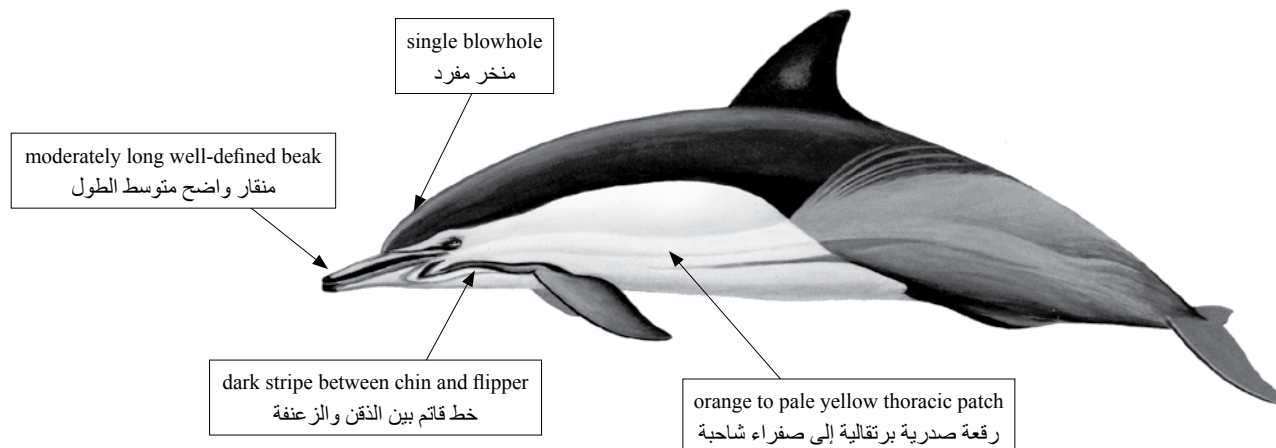 single blowhole
منخر مفرد
moderately long well-defined beak
منقار واضح متوسط الطول
dark stripe between chin and flipper
خط قاتم بين الذقن والزعنفة
orange to pale yellow thoracic patch
رقعة صدرية برتقالية إلى صفراء شاحبة